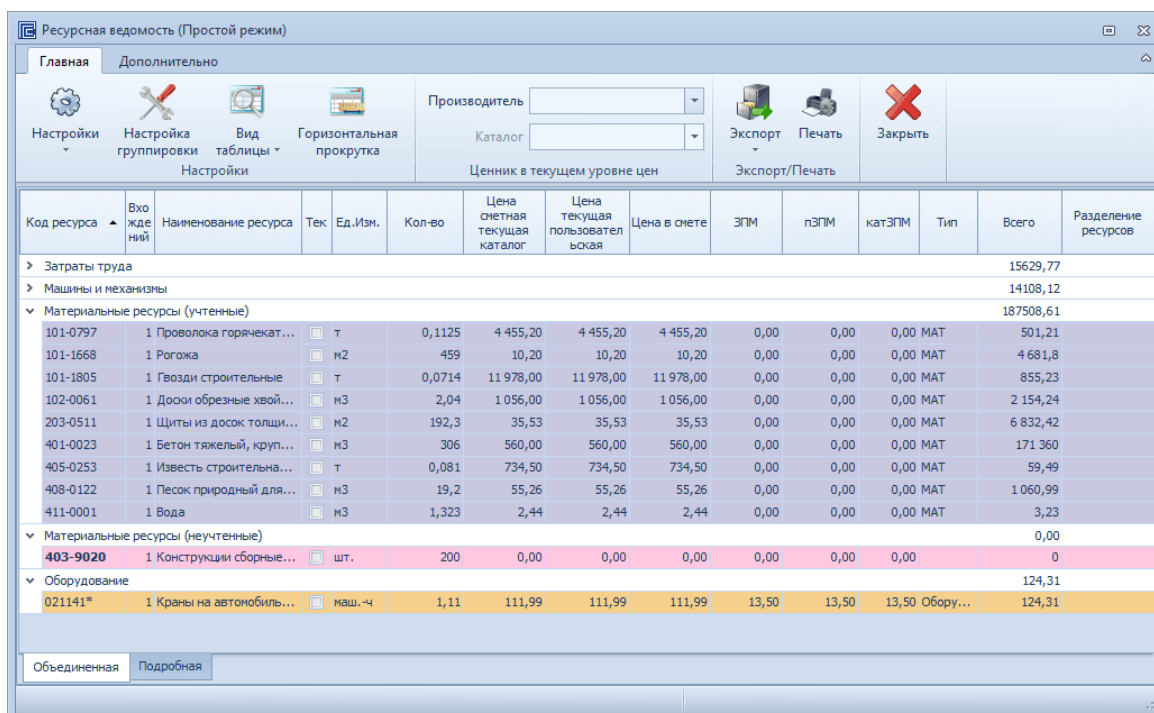 Ресурсная ведомость (Простой режим)
Главная Дополнительно
Настройки
Настройка группировки
Вид таблицы
Горизонтальная прокрутка
Настройки
Производитель
Каталог
Ценник в текущем уровне цен
Экспорт Печать
Экспорт/Печать
Закрыть
Код ресурса Вхождений Наименование ресурса Тек Ед.Изм. Кол-во Цена сметная текущая каталог Цена текущая пользовательская Цена в смете ЗПМ пЗПМ катЗПМ Тип Всего Разделение ресурсов
Затраты труда 15629,77
Машины и механизмы 14108,12
Материальные ресурсы (учтенные) 187508,61
101-0797 1 Проволока горячекат... т 0,1125 4 455,20 4 455,20 4 455,20 0,00 0,00 0,00 МАТ 501,21
101-1668 1 Рогожа м2 459 10,20 10,20 10,20 0,00 0,00 0,00 МАТ 4 681,8
101-1805 1 Гвозди строительные т 0,0714 11 978,00 11 978,00 11 978,00 0,00 0,00 0,00 МАТ 855,23
102-0061 1 Доски обрезные хвой... м3 2,04 1 056,00 1 056,00 1 056,00 0,00 0,00 0,00 МАТ 2 154,24
203-0511 1 Щиты из досок толщи... м2 192,3 35,53 35,53 35,53 0,00 0,00 0,00 МАТ 6 832,42
401-0023 1 Бетон тяжелый, круп... м3 306 560,00 560,00 560,00 0,00 0,00 0,00 МАТ 171 360
405-0253 1 Известь строительна... т 0,081 734,50 734,50 734,50 0,00 0,00 0,00 МАТ 59,49
408-0122 1 Песок природный для... м3 19,2 55,26 55,26 55,26 0,00 0,00 0,00 МАТ 1 060,99
411-0001 1 Вода м3 1,323 2,44 2,44 2,44 0,00 0,00 0,00 МАТ 3,23
Материальные ресурсы (неучтенные) 0,00
403-9020 1 Конструкции сборные... шт. 200 0,00 0,00 0,00 0,00 0,00 0,00 0
Оборудование 124,31
021141* 1 Краны на автомобиль... маш.-ч 1,11 111,99 111,99 111,99 13,50 13,50 13,50 Обору... 124,31
Объединенная Подробная